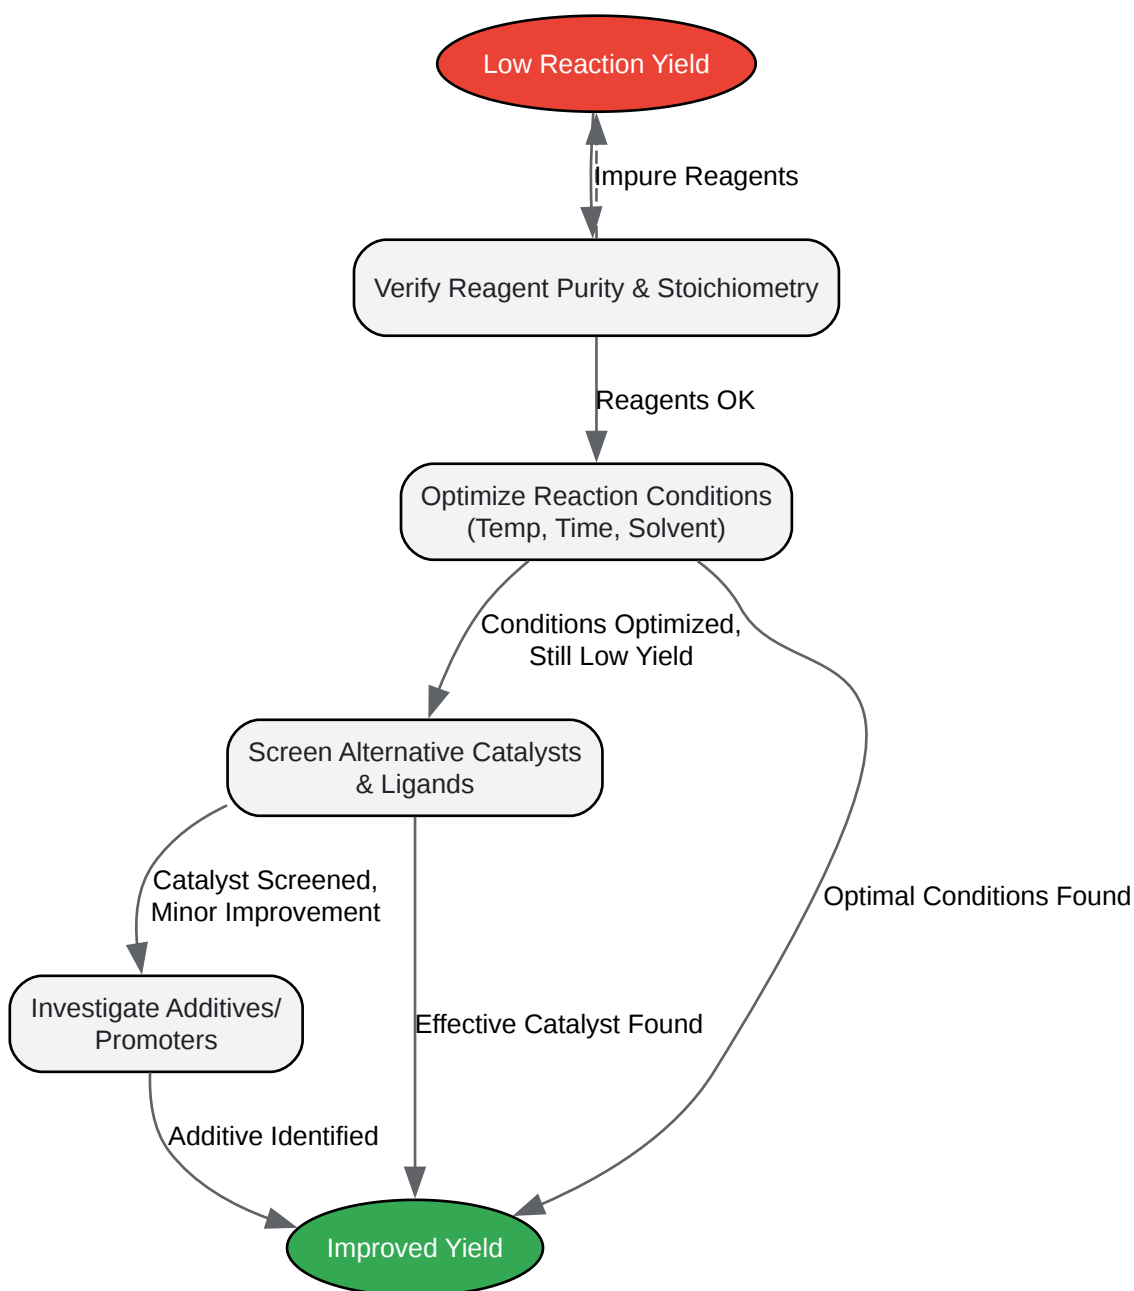 Low Reaction Yield
Impure Reagents
Verify Reagent Purity & Stoichiometry
Reagents OK
Optimize Reaction Conditions
(Temp, Time, Solvent)
Conditions Optimized,
Still Low Yield
Screen Alternative Catalysts
& Ligands
Catalyst Screened,
Minor Improvement
Optimal Conditions Found
Investigate Additives/
Promoters
Effective Catalyst Found
Additive Identified
Improved Yield